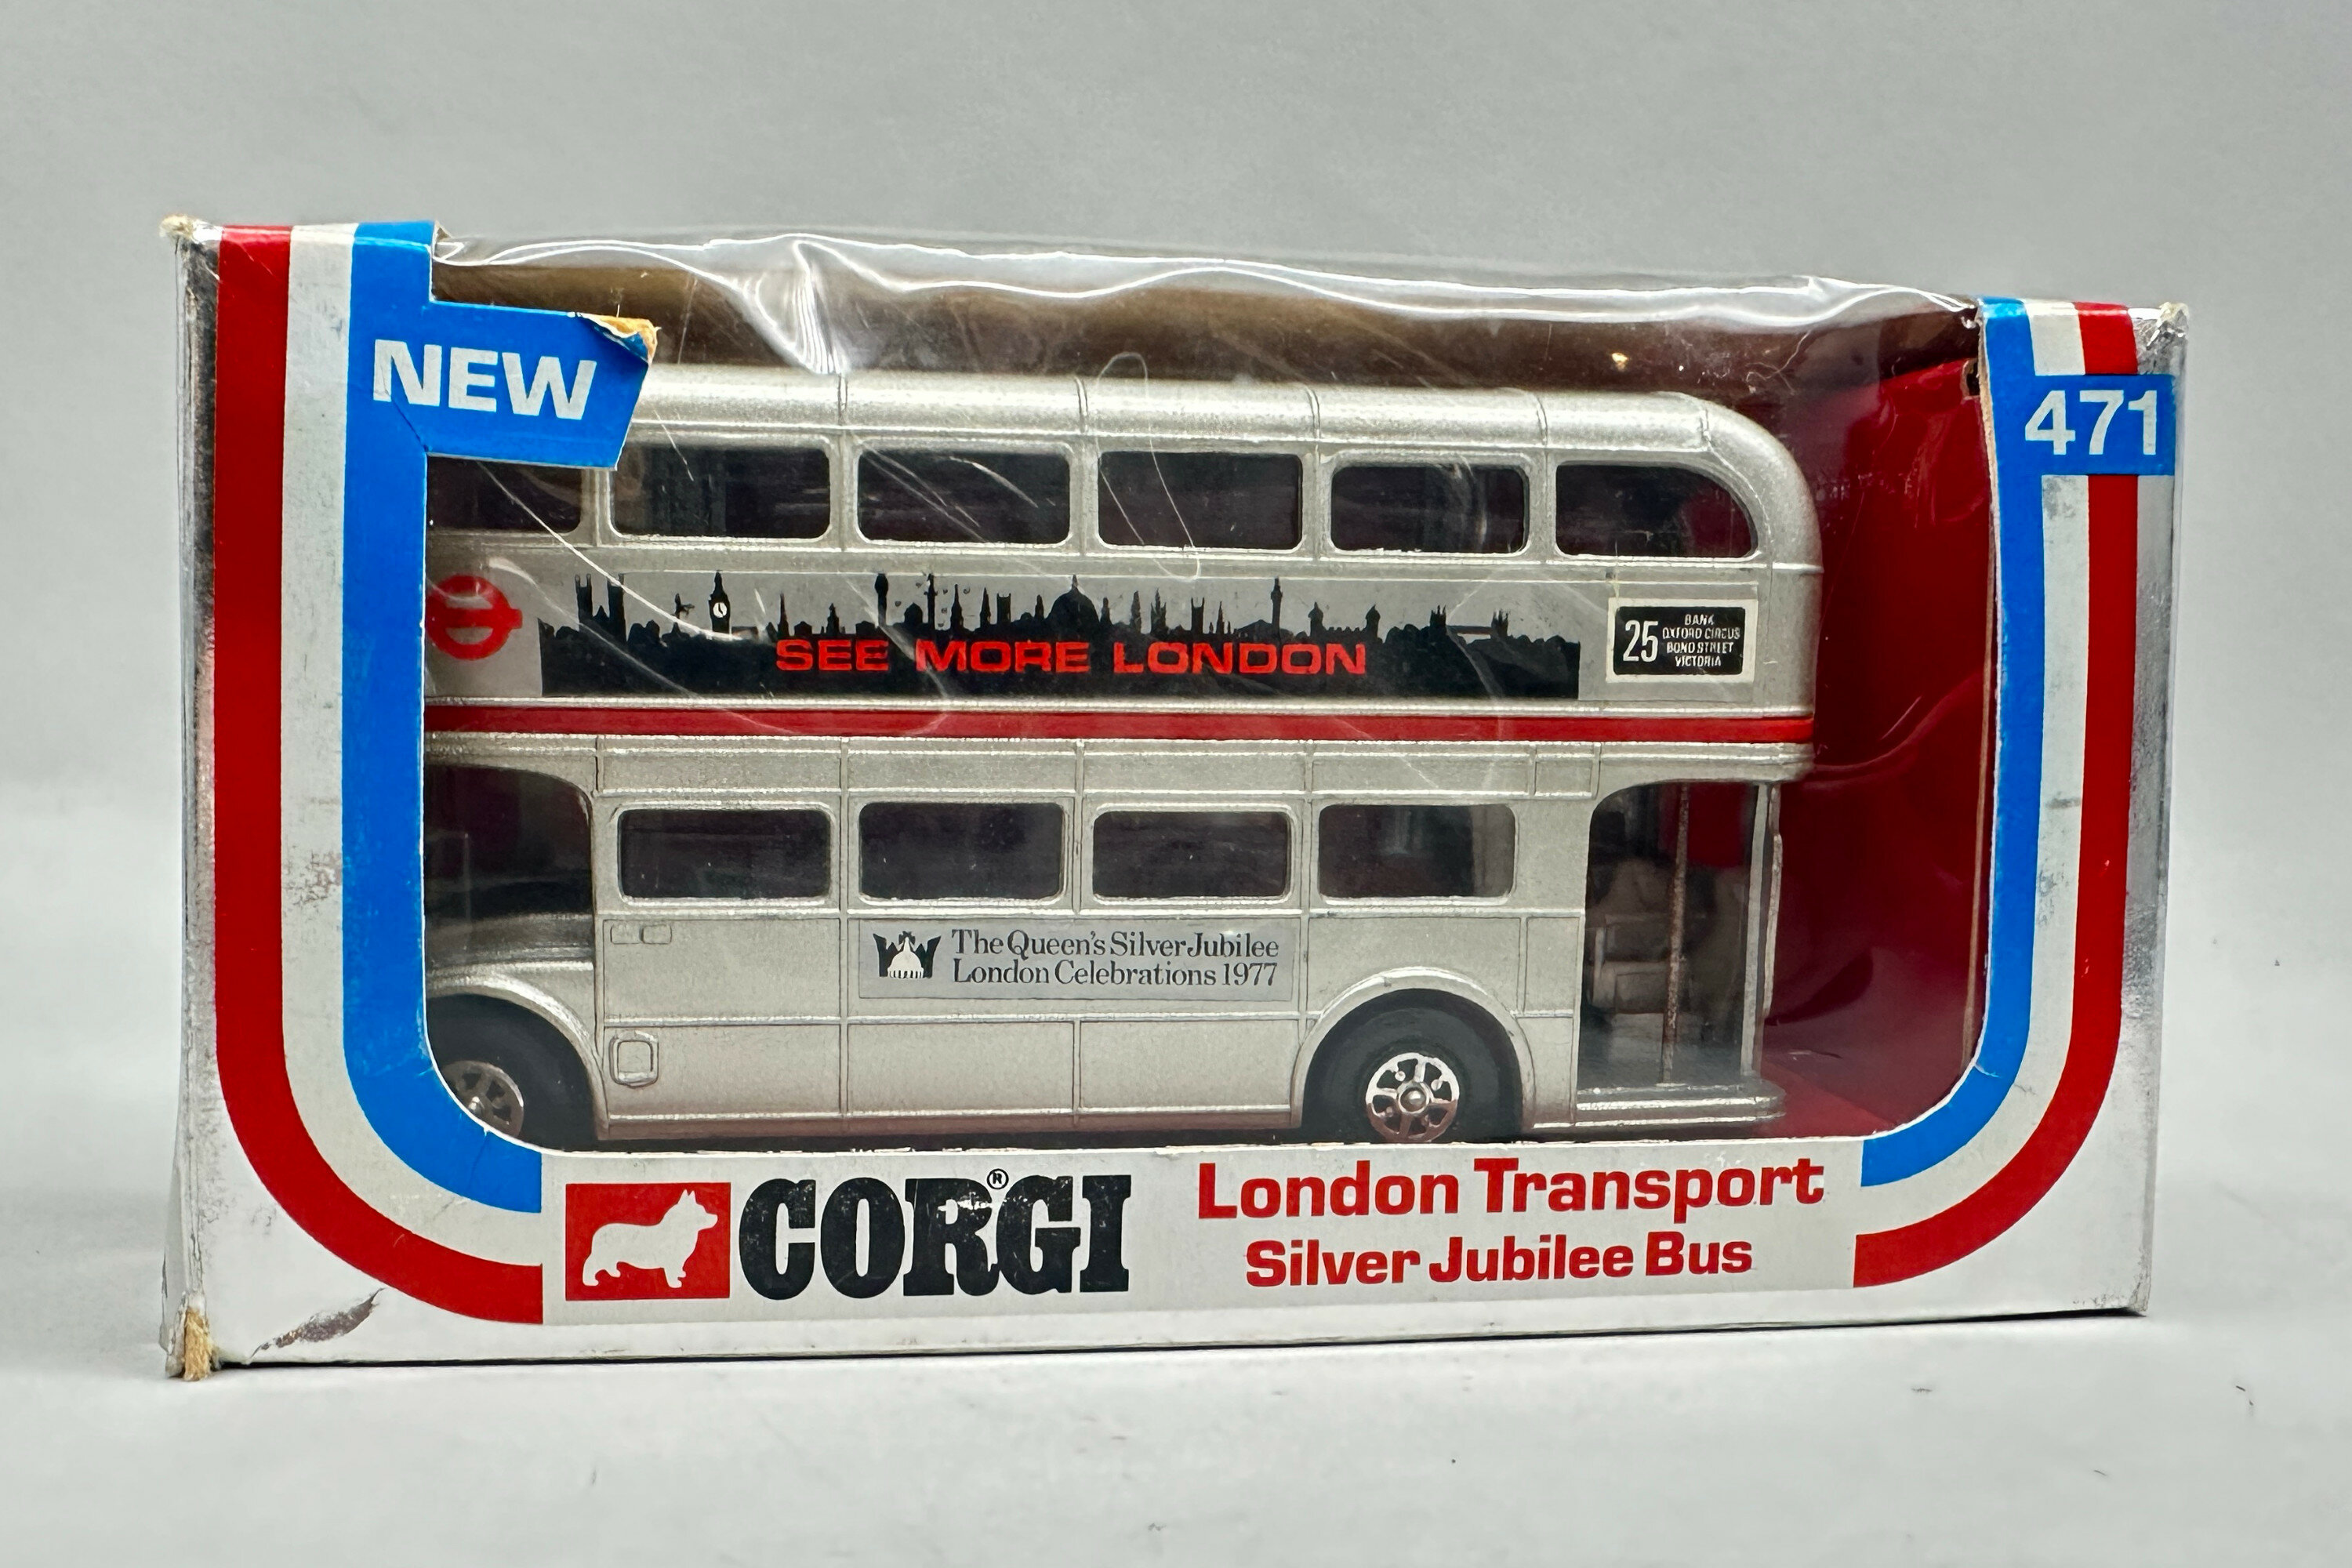 NEW
471
SEE MORE LONDON
25
BANK
OXFORD CIRCUS
BOND STREET
VICTORIA
The Queen's Silver Jubilee
London Celebrations 1977
CORGI®
London Transport
Silver Jubilee Bus